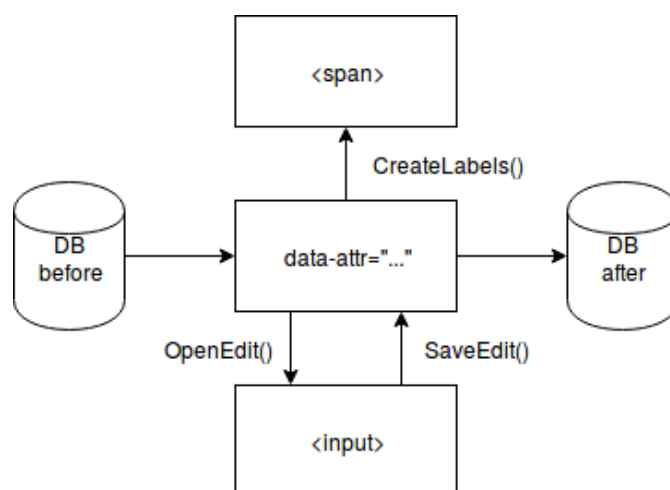 <span>
CreateLabels()
DB
before
data-attr="..."
DB
after
OpenEdit()
SaveEdit()
<input>